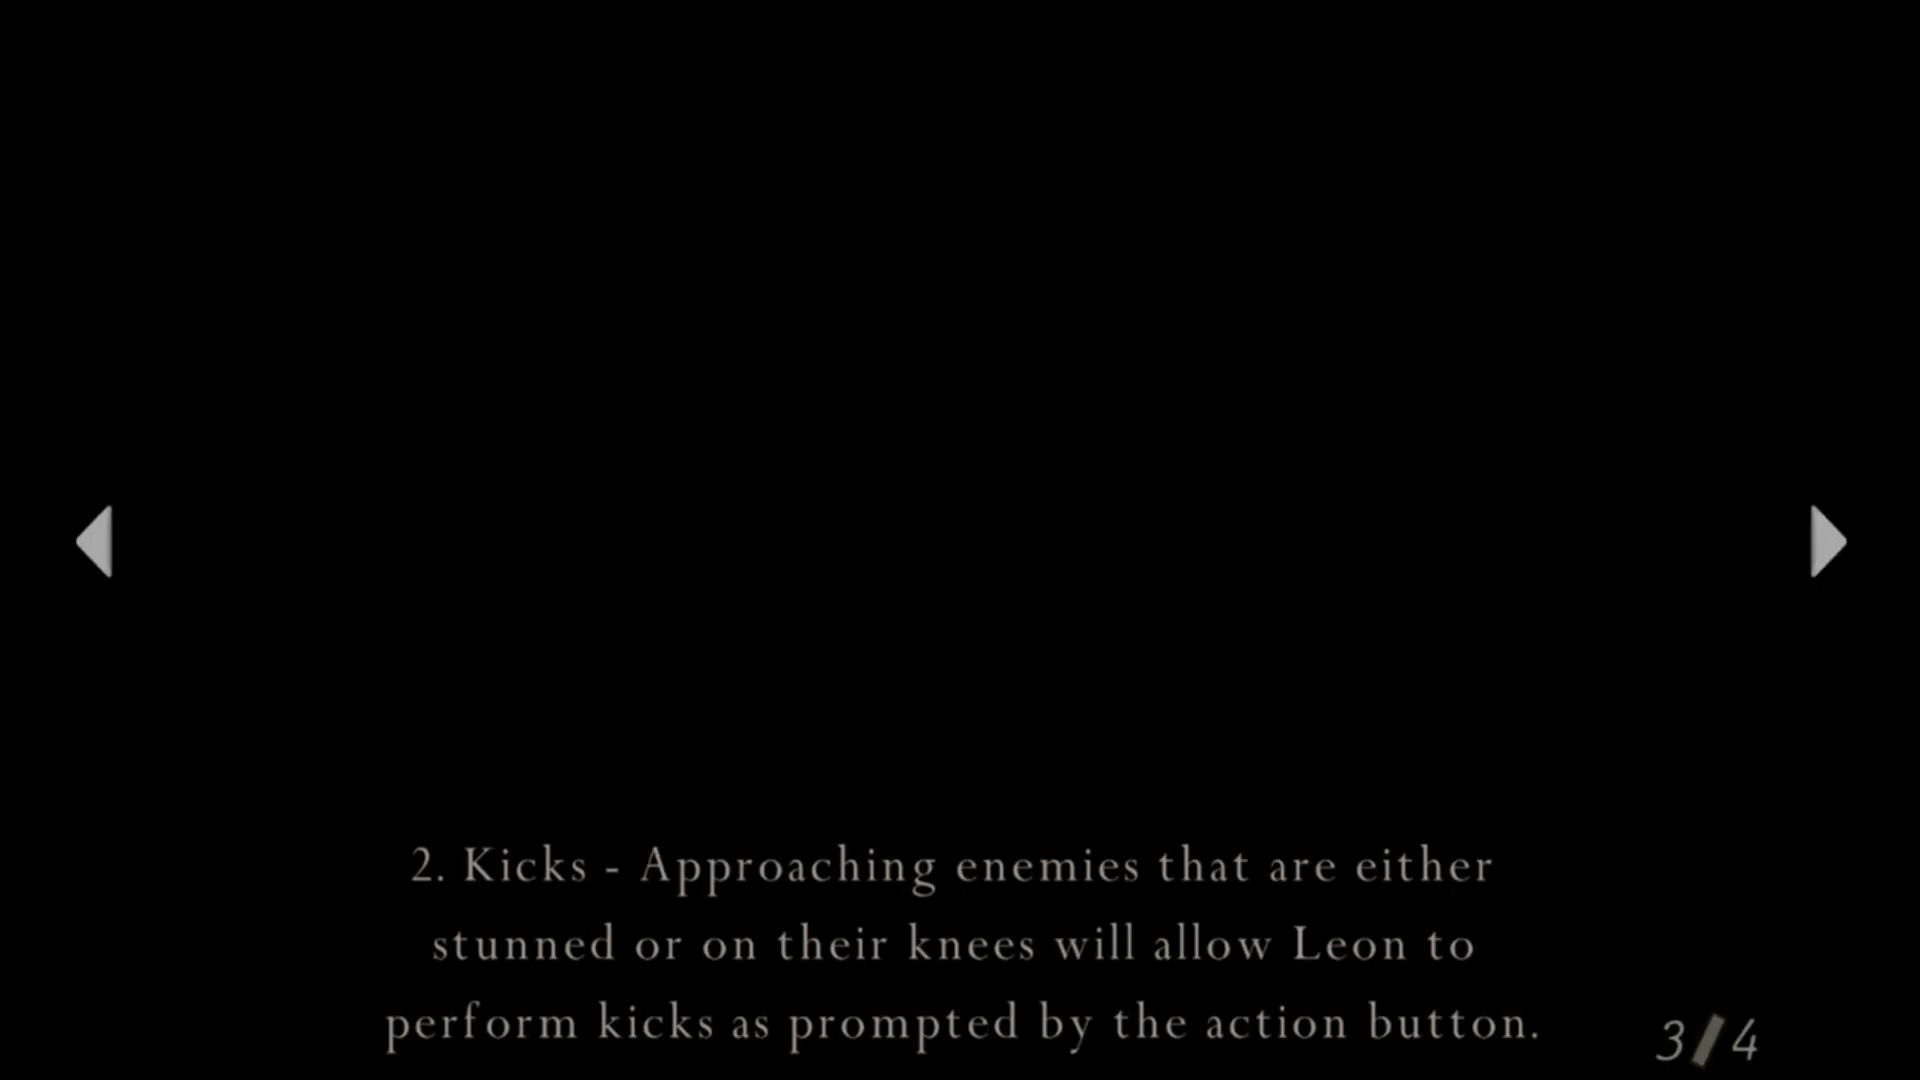 2. Kicks - Approaching enemies that are either
stunned or on their knees will allow Leon to
perform kicks as prompted by the action button.
3/4